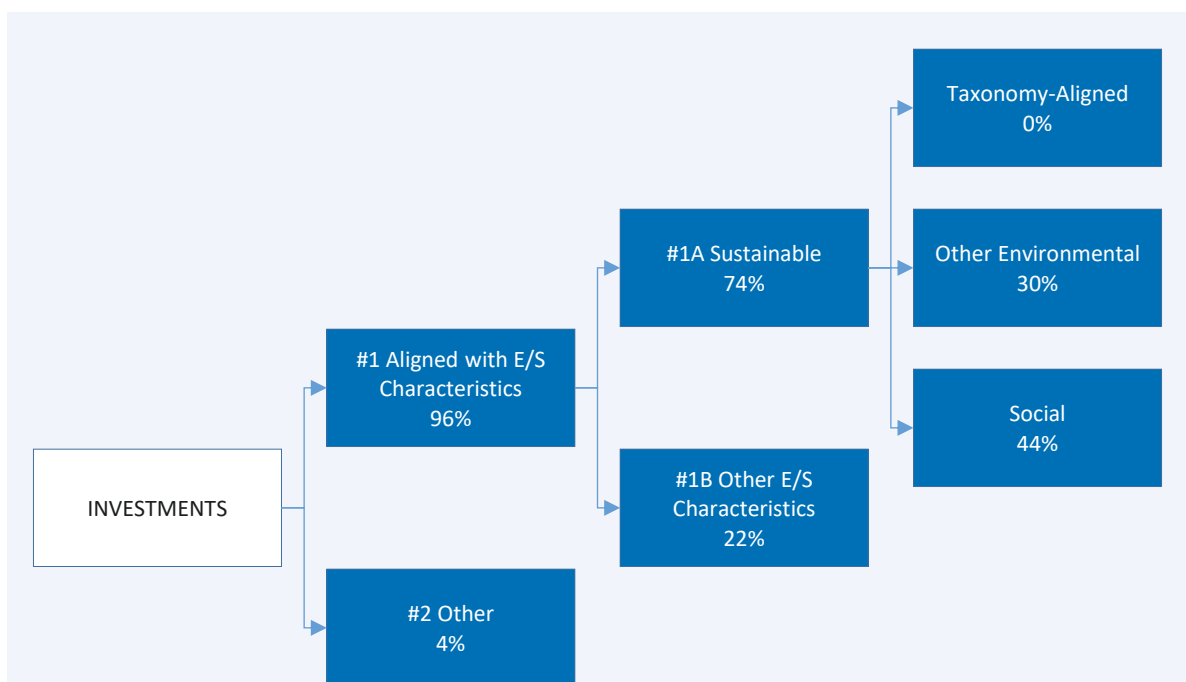 Taxonomy-Aligned
0%
#1A Sustainable
74%
Other Environmental
30%
#1 Aligned with E/S
Characteristics
96%
Social
44%
INVESTMENTS
#1B Other E/S
Characteristics
22%
#2 Other
4%